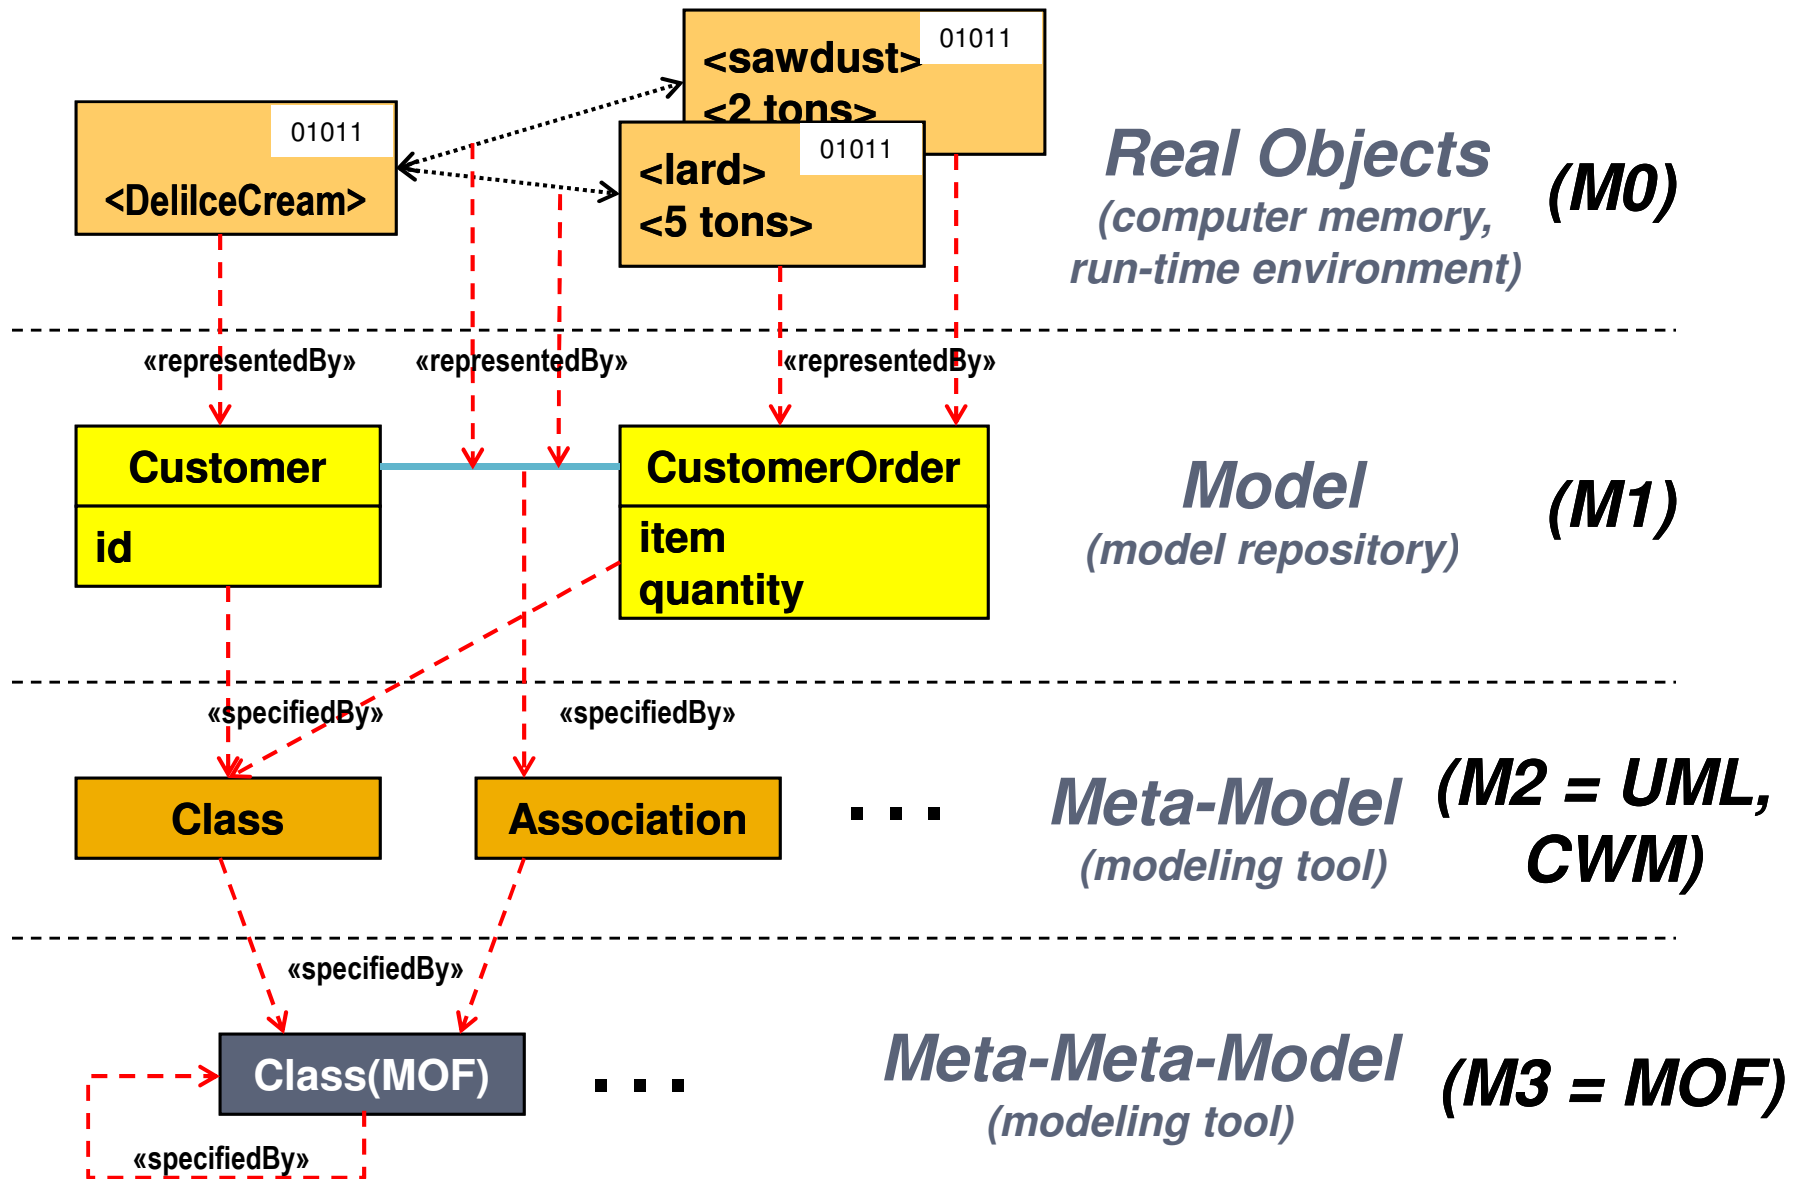 01011
<sawdust>
<2 tons>
01011
<DeliIceCream>
01011
<lard>
<5 tons>
Real Objects
(computer memory,
run-time environment)
(M0)
«representedBy»
«representedBy»
«representedBy»
Customer
id
CustomerOrder
item
quantity
Model
(model repository)
(M1)
«specifiedBy»
«specifiedBy»
Class
Association
...
Meta-Model
(modeling tool)
(M2 = UML,
CWM)
«specifiedBy»
Class(MOF)
...
Meta-Meta-Model
(modeling tool)
(M3 = MOF)
«specifiedBy»